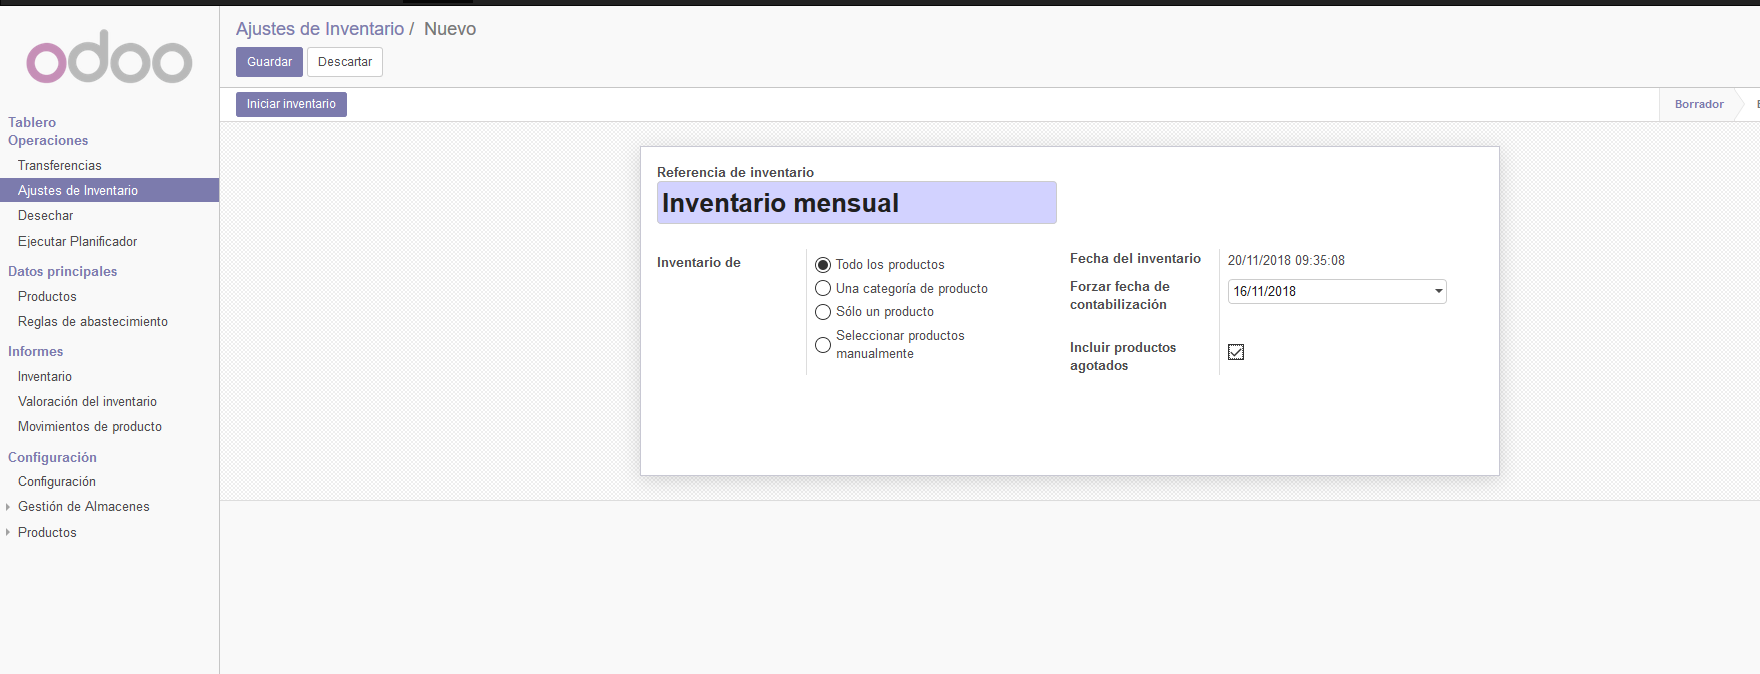 odoo
Ajustes de Inventario / Nuevo
Guardar Descartar
Iniciar inventario
Borrador
Tablero
Operaciones
Transferencias
Ajustes de Inventario
Desechar
Ejecutar Planificador
Datos principales
Productos
Reglas de abastecimiento
Informes
Inventario
Valoración del inventario
Movimientos de producto
Configuración
Configuración
Gestión de Almacenes
Productos
Referencia de inventario
Inventario mensual
Inventario de
Todo los productos
Una categoría de producto
Sólo un producto
Seleccionar productos
manualmente
Fecha del inventario 20/11/2018 09:35:08
Forzar fecha de
contabilización
16/11/2018
Incluir productos
agotados